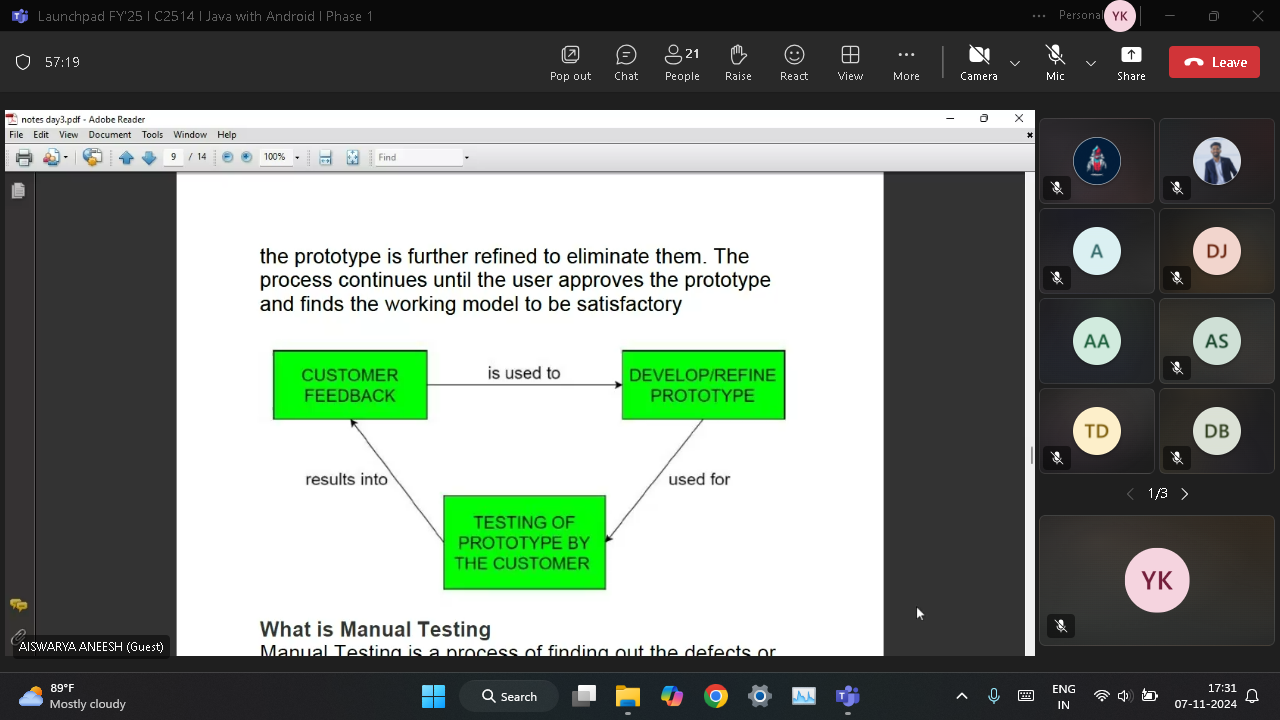 Launchpad FY'25 | C2514 | Java with Android | Phase 1
Personal
YK
57:19
Pop out
Chat
21
People
Raise
React
View
More
Camera
Mic
Share
Leave
notes day3.pdf - Adobe Reader
File Edit View Document Tools Window Help
9 / 14
100%
Find
the prototype is further refined to eliminate them. The
process continues until the user approves the prototype
and finds the working model to be satisfactory
CUSTOMER
FEEDBACK
is used to
DEVELOP/REFINE
PROTOTYPE
results into
used for
TESTING OF
PROTOTYPE BY
THE CUSTOMER
What is Manual Testing
Manual Testing is a process of finding out the defects or
AISWARYA ANEESH (Guest)
A
DJ
AA
AS
TD
DB
1/3
YK
89°F
Mostly cloudy
Search
ENG
IN
17:31
07-11-2024